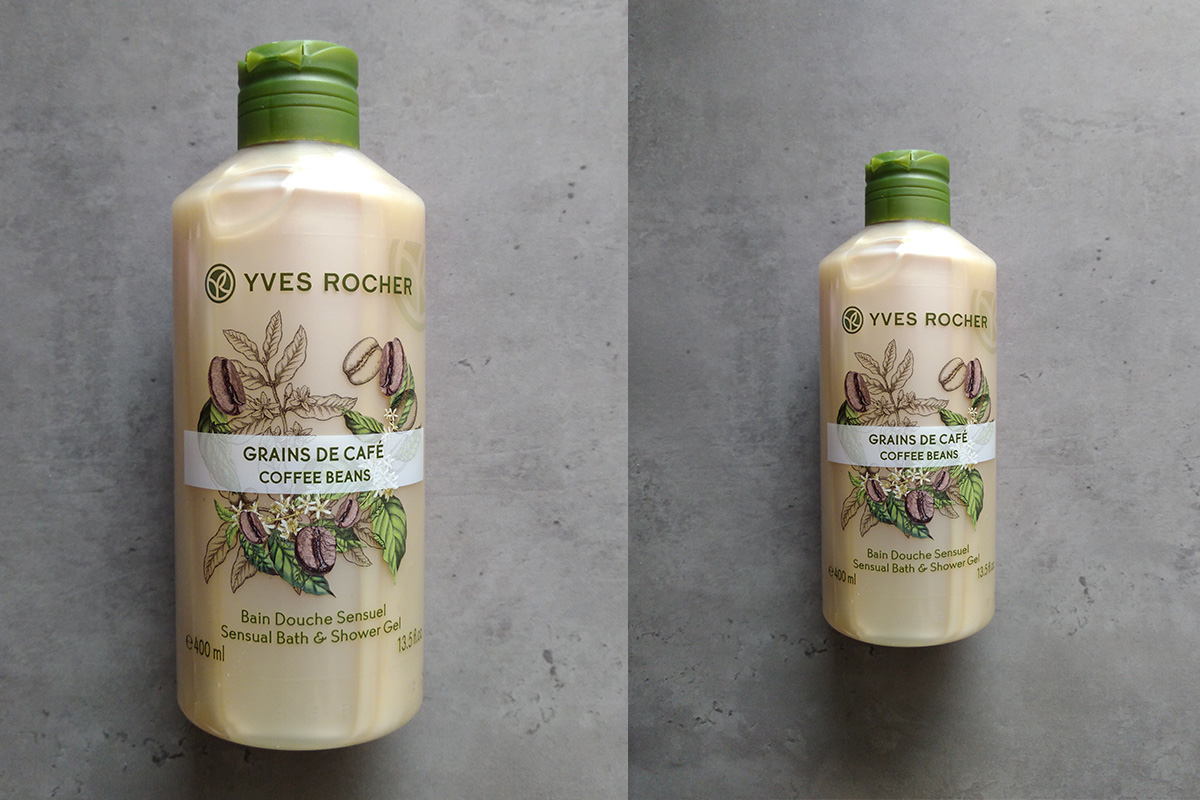 YVES ROCHER
GRAINS DE CAFÉ
COFFEE BEANS
Bain Douche Sensuel
Sensual Bath & Shower Gel
℮400 ml
13.5 fl.oz
YVES ROCHER
GRAINS DE CAFÉ
COFFEE BEANS
Bain Douche Sensuel
Sensual Bath & Shower Gel
℮400 ml
13.5 fl.oz